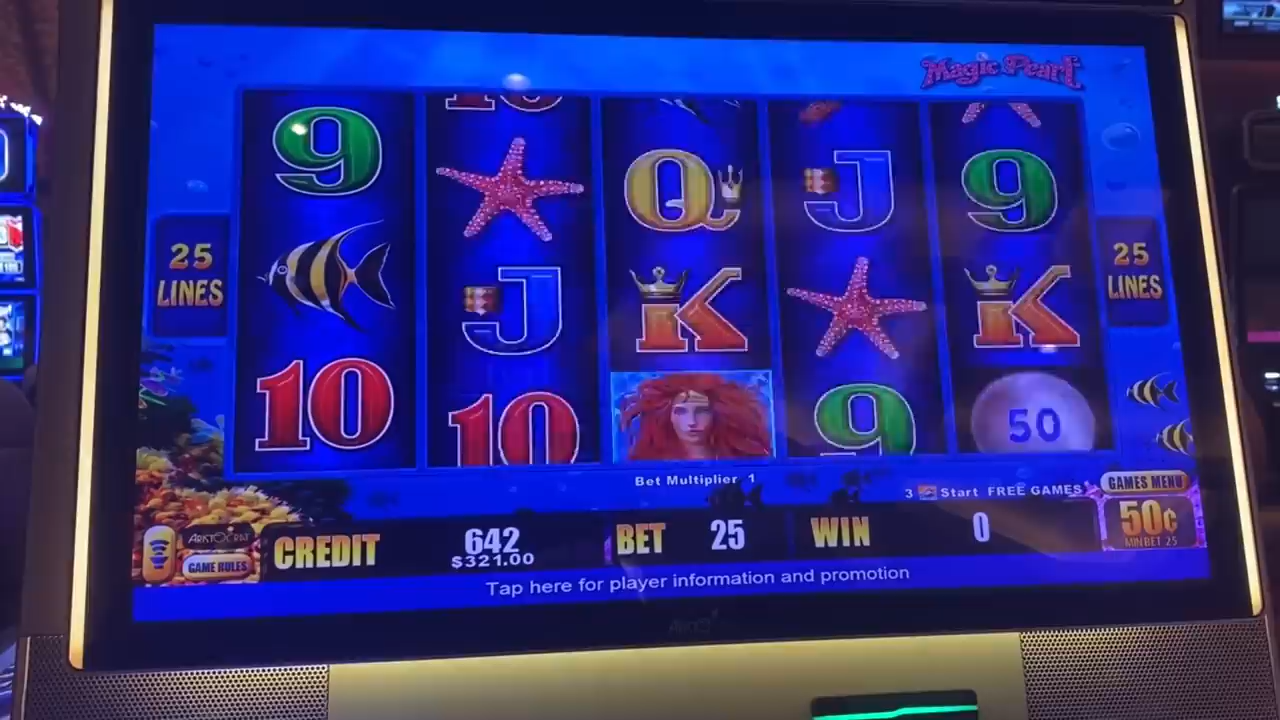 Magic Pearl
10
9
Q
J
9
25
LINES
J
K
K
25
LINES
10
10
9
50
Bet Multiplier 1
3 Start FREE GAMES
GAMES MENU
ARISTOCRAT
GAME RULES
CREDIT
642
$321.00
BET
25
WIN
0
50¢
MIN BET 25
Tap here for player information and promotion